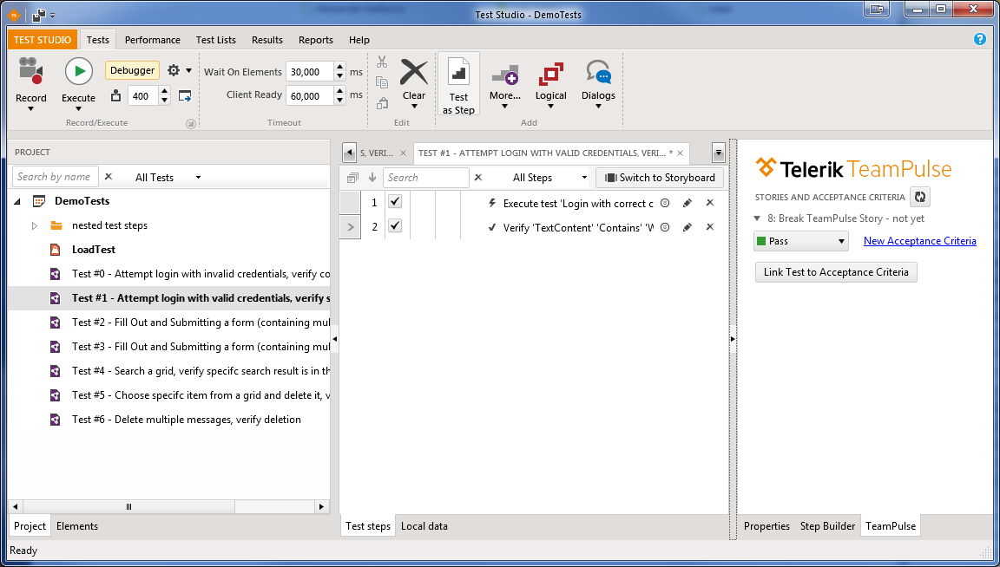 Test Studio - DemoTests
TEST STUDIO Tests Performance Test Lists Results Reports Help
Record
Execute
Debugger
400
Record/Execute
Wait On Elements 30,000 ms
Client Ready 60,000 ms
Timeout
Clear
Edit
Test as Step
More...
Logical
Dialogs
Add
PROJECT
Search by name
All Tests
DemoTests
nested test steps
LoadTest
Test #0 - Attempt login with invalid credentials, verify co
Test #1 - Attempt login with valid credentials, verify s
Test #2 - Fill Out and Submitting a form (containing mul
Test #3 - Fill Out and Submitting a form (containing mul
Test #4 - Search a grid, verify specifc search result is in th
Test #5 - Choose specifc item from a grid and delete it, v
Test #6 - Delete multiple messages, verify deletion
Project Elements
S, VERI...
TEST #1 - ATTEMPT LOGIN WITH VALID CREDENTIALS, VERI... *
Search
All Steps
Switch to Storyboard
1 Execute test 'Login with correct c
2 Verify 'TextContent' 'Contains' 'W
Test steps Local data
Telerik TeamPulse
STORIES AND ACCEPTANCE CRITERIA
8: Break TeamPulse Story - not yet
Pass
New Acceptance Criteria
Link Test to Acceptance Criteria
Properties Step Builder TeamPulse
Ready